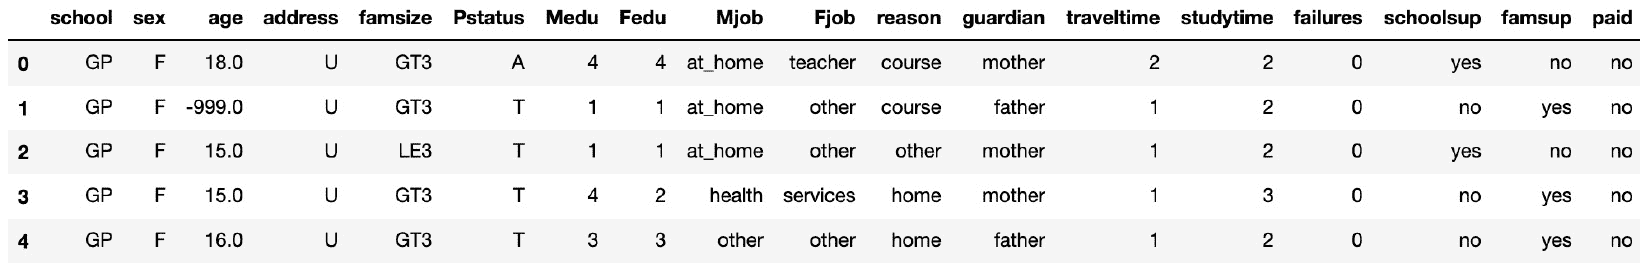 school sex age address famsize Pstatus Medu Fedu Mjob Fjob reason guardian traveltime studytime failures schoolsup famsup paid
0 GP F 18.0 U GT3 A 4 4 at_home teacher course mother 2 2 0 yes no no
1 GP F -999.0 U GT3 T 1 1 at_home other course father 1 2 0 no yes no
2 GP F 15.0 U LE3 T 1 1 at_home other other mother 1 2 0 yes no no
3 GP F 15.0 U GT3 T 4 2 health services home mother 1 3 0 no yes no
4 GP F 16.0 U GT3 T 3 3 other other home father 1 2 0 no yes no